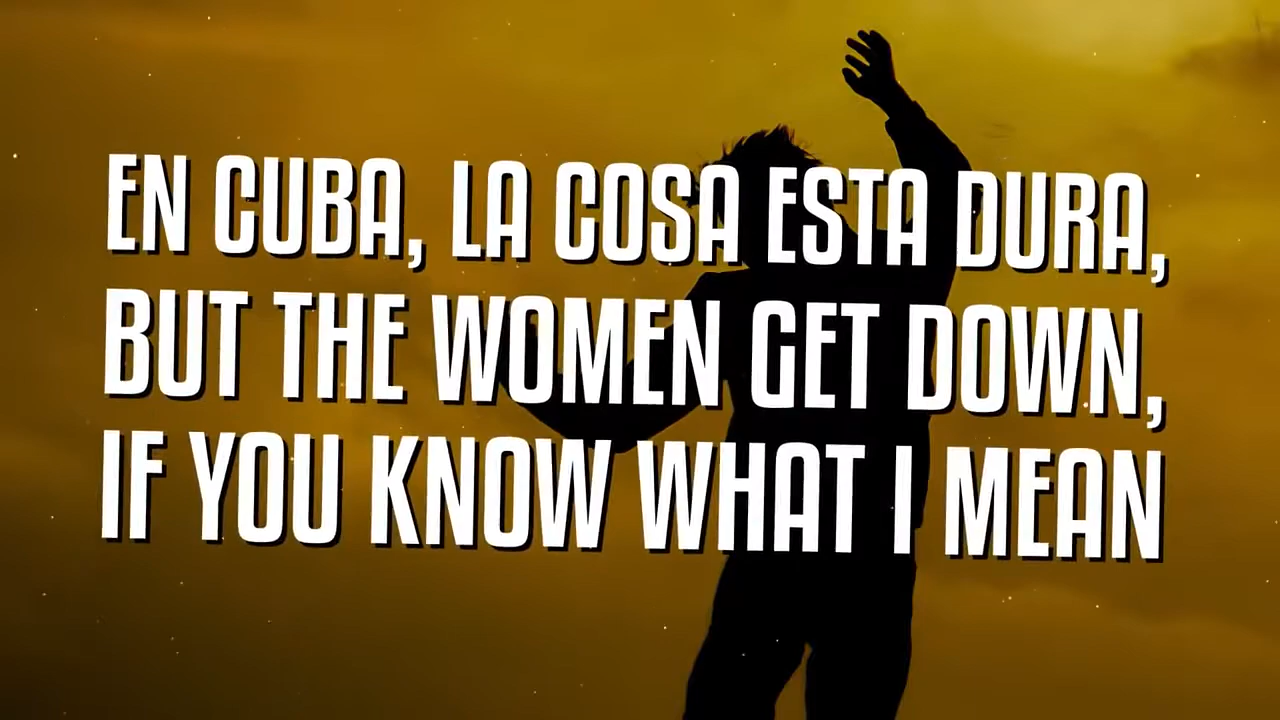 EN CUBA, LA COSA ESTA DURA,
BUT THE WOMEN GET DOWN,
IF YOU KNOW WHAT I MEAN